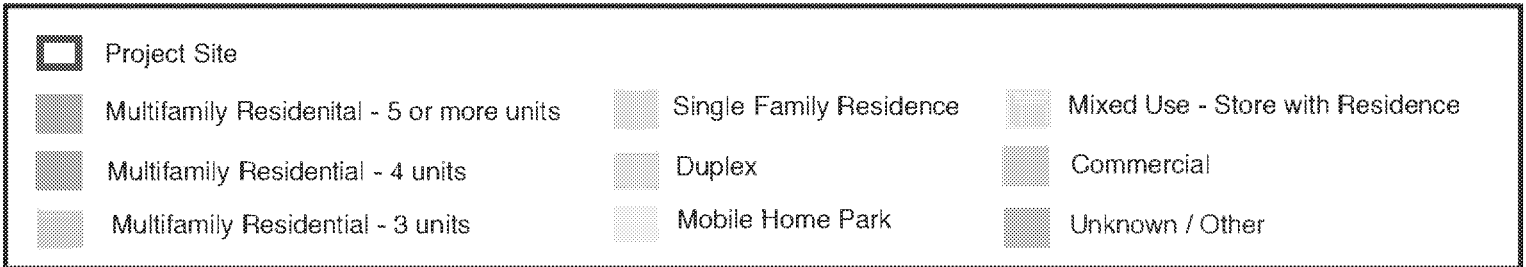 Project Site
Multifamily Residenital - 5 or more units
Multifamily Residential - 4 units
Multifamily Residential - 3 units
Single Family Residence
Duplex
Mobile Home Park
Mixed Use - Store with Residence
Commercial
Unknown / Other